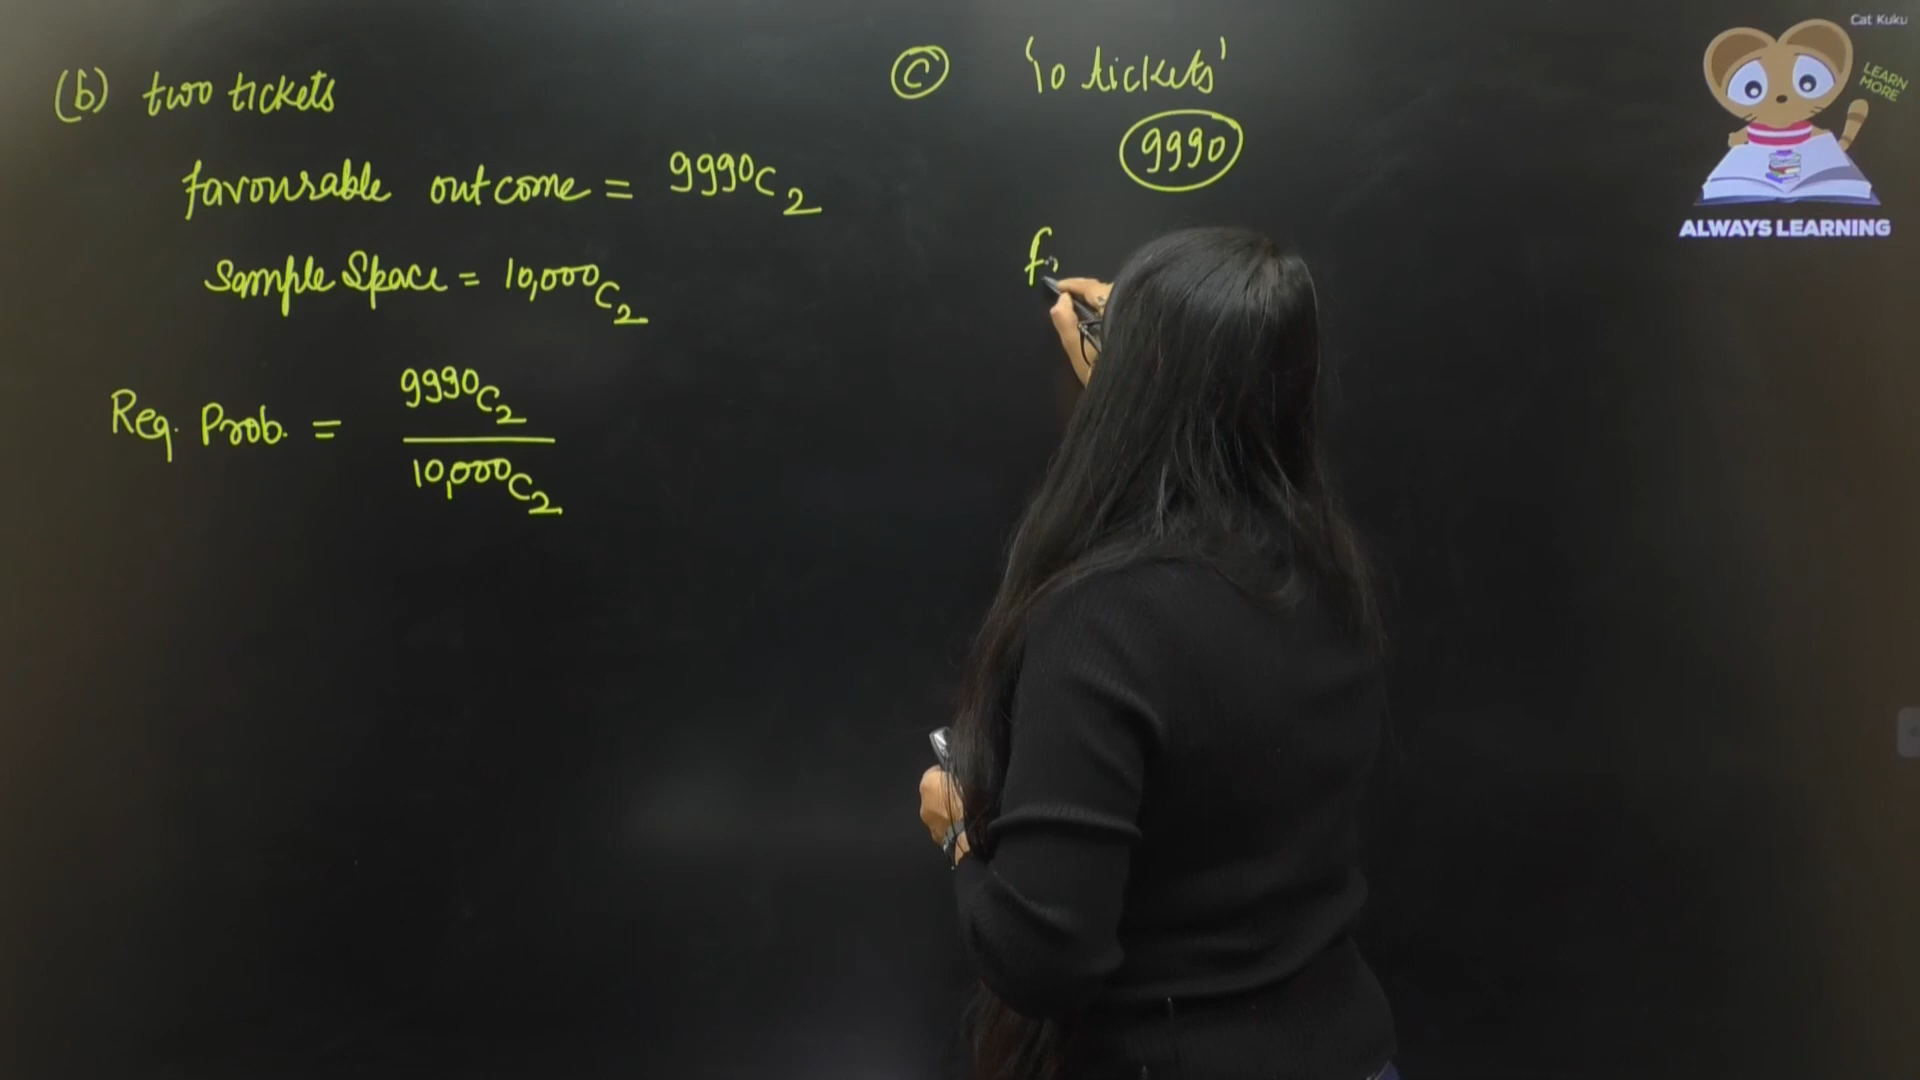 (b) two tickets
favourable outcome = 9990C2
Sample Space = 10,000C2
Req. Prob. = 9990C2
10,000C2
(C) '10 tickets'
9990
f
Cat Kuku
LEARN
MORE
ALWAYS LEARNING